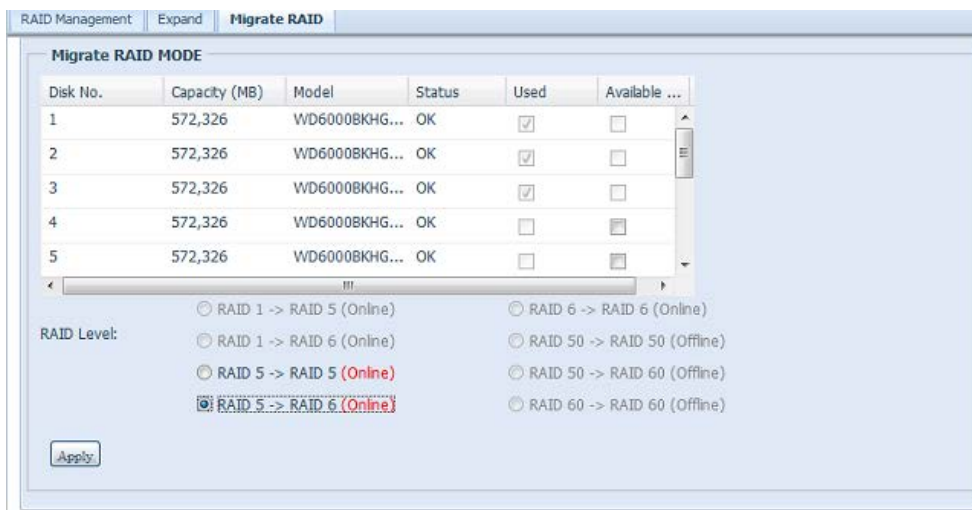 RAID Management Expand Migrate RAID
Migrate RAID MODE
Disk No. Capacity (MB) Model Status Used Available ...
1 572,326 WD6000BKHG... OK
2 572,326 WD6000BKHG... OK
3 572,326 WD6000BKHG... OK
4 572,326 WD6000BKHG... OK
5 572,326 WD6000BKHG... OK
RAID 1 -> RAID 5 (Online) RAID 6 -> RAID 6 (Online)
RAID Level:
RAID 1 -> RAID 6 (Online) RAID 50 -> RAID 50 (Offline)
RAID 5 -> RAID 5 (Online) RAID 50 -> RAID 60 (Offline)
RAID 5 -> RAID 6 (Online) RAID 60 -> RAID 60 (Offline)
Apply